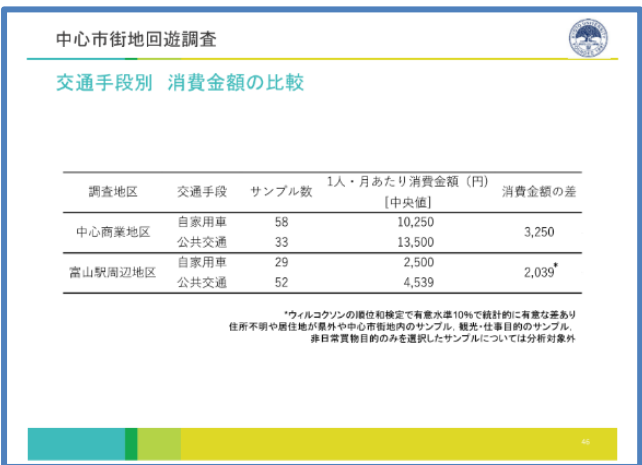 中心市街地回遊調査
交通手段別 消費金額の比較
調査地区 交通手段 サンプル数 1人・月あたり消費金額（円） [中央値] 消費金額の差
中心商業地区 自家用車 58 10,250 3,250
公共交通 33 13,500
富山駅周辺地区 自家用車 29 2,500 2,039*
公共交通 52 4,539
*ウィルコクソンの順位和検定で有意水準10%で統計的に有意な差あり
住所不明や居住地が県外や中心市街地内のサンプル，観光・仕事目的のサンプル，
非日常買物目的のみを選択したサンプルについては分析対象外
46